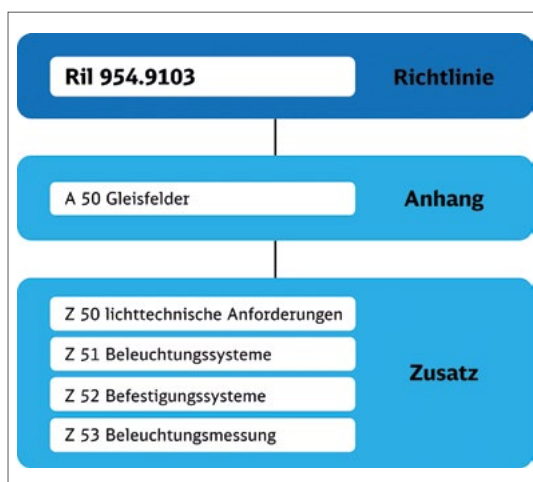 Ril 954.9103
Richtlinie
A 50 Gleisfelder
Anhang
Z 50 lichttechnische Anforderungen
Z 51 Beleuchtungssysteme
Z 52 Befestigungssysteme
Z 53 Beleuchtungsmessung
Zusatz